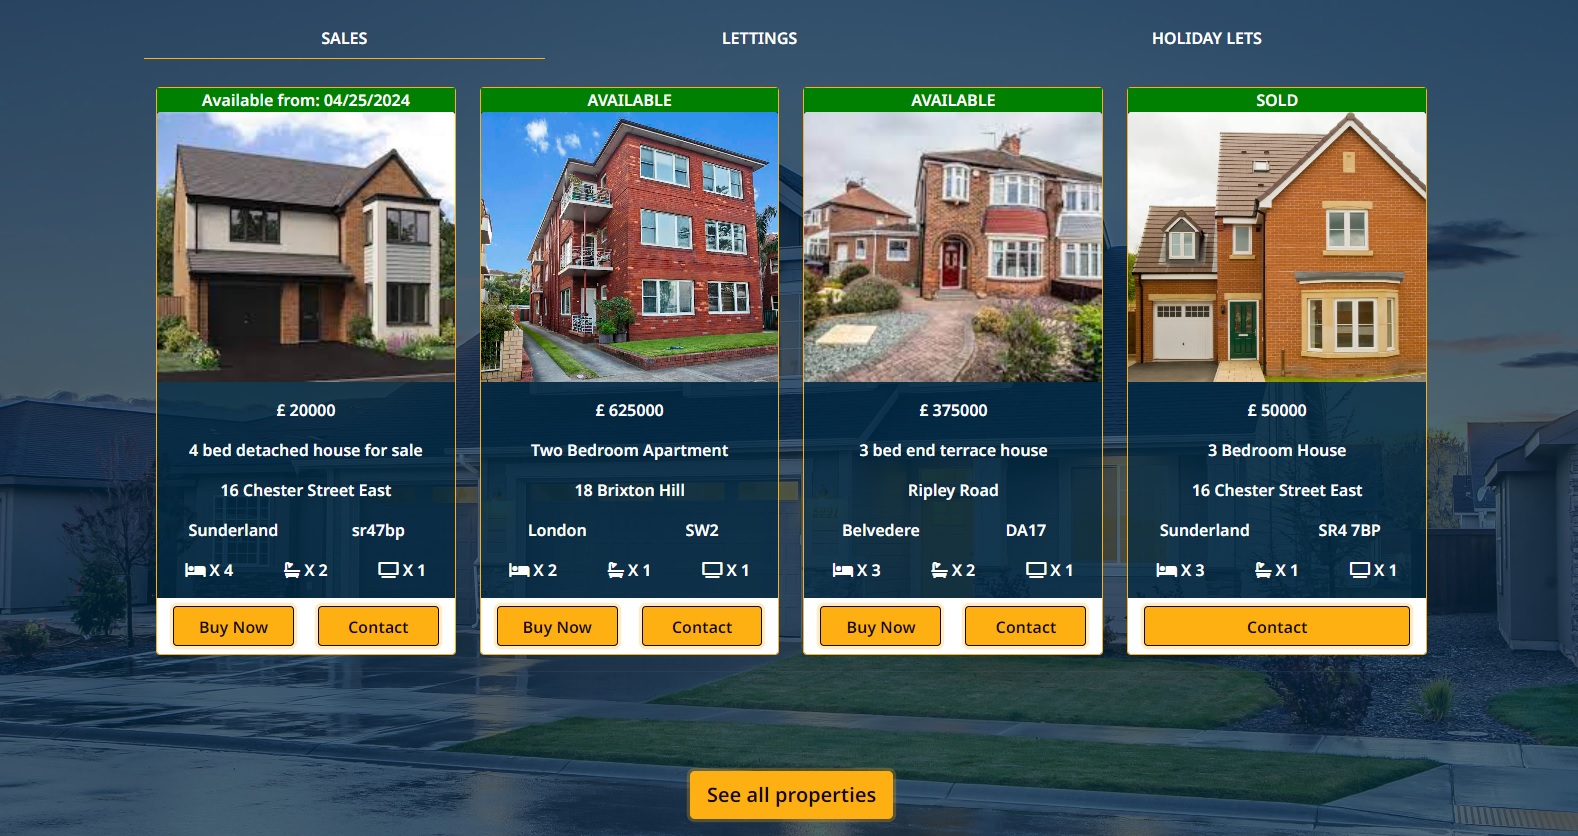 SALES LETTINGS HOLIDAY LETS
Available from: 04/25/2024
£ 20000
4 bed detached house for sale
16 Chester Street East
Sunderland sr47bp
X 4 X 2 X 1
Buy Now Contact
AVAILABLE
£ 625000
Two Bedroom Apartment
18 Brixton Hill
London SW2
X 2 X 1 X 1
Buy Now Contact
AVAILABLE
£ 375000
3 bed end terrace house
Ripley Road
Belvedere DA17
X 3 X 2 X 1
Buy Now Contact
SOLD
£ 50000
3 Bedroom House
16 Chester Street East
Sunderland SR4 7BP
X 3 X 1 X 1
Contact
See all properties